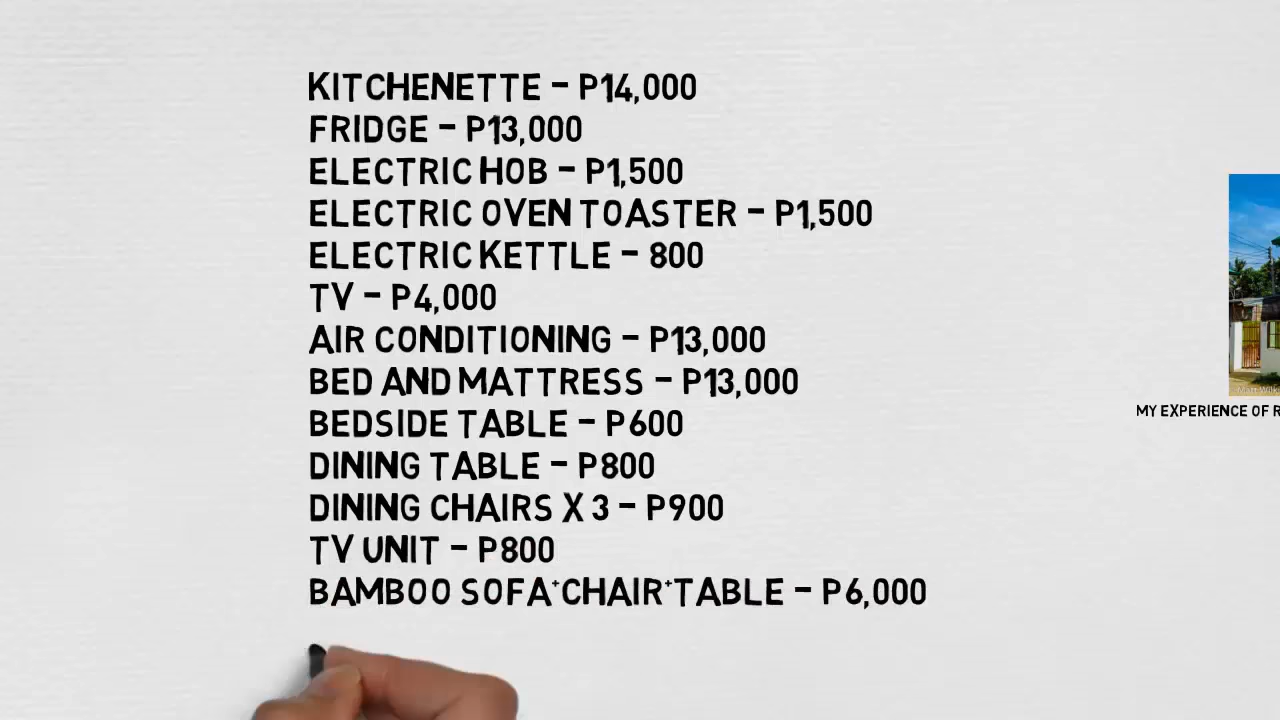 KITCHENETTE – P14,000
FRIDGE – P13,000
ELECTRIC HOB – P1,500
ELECTRIC OVEN TOASTER – P1,500
ELECTRIC KETTLE – 800
TV – P4,000
AIR CONDITIONING – P13,000
BED AND MATTRESS – P13,000
BEDSIDE TABLE – P600
DINING TABLE – P800
DINING CHAIRS X 3 – P900
TV UNIT – P800
BAMBOO SOFA+CHAIR+TABLE – P6,000
MY EXPERIENCE OF